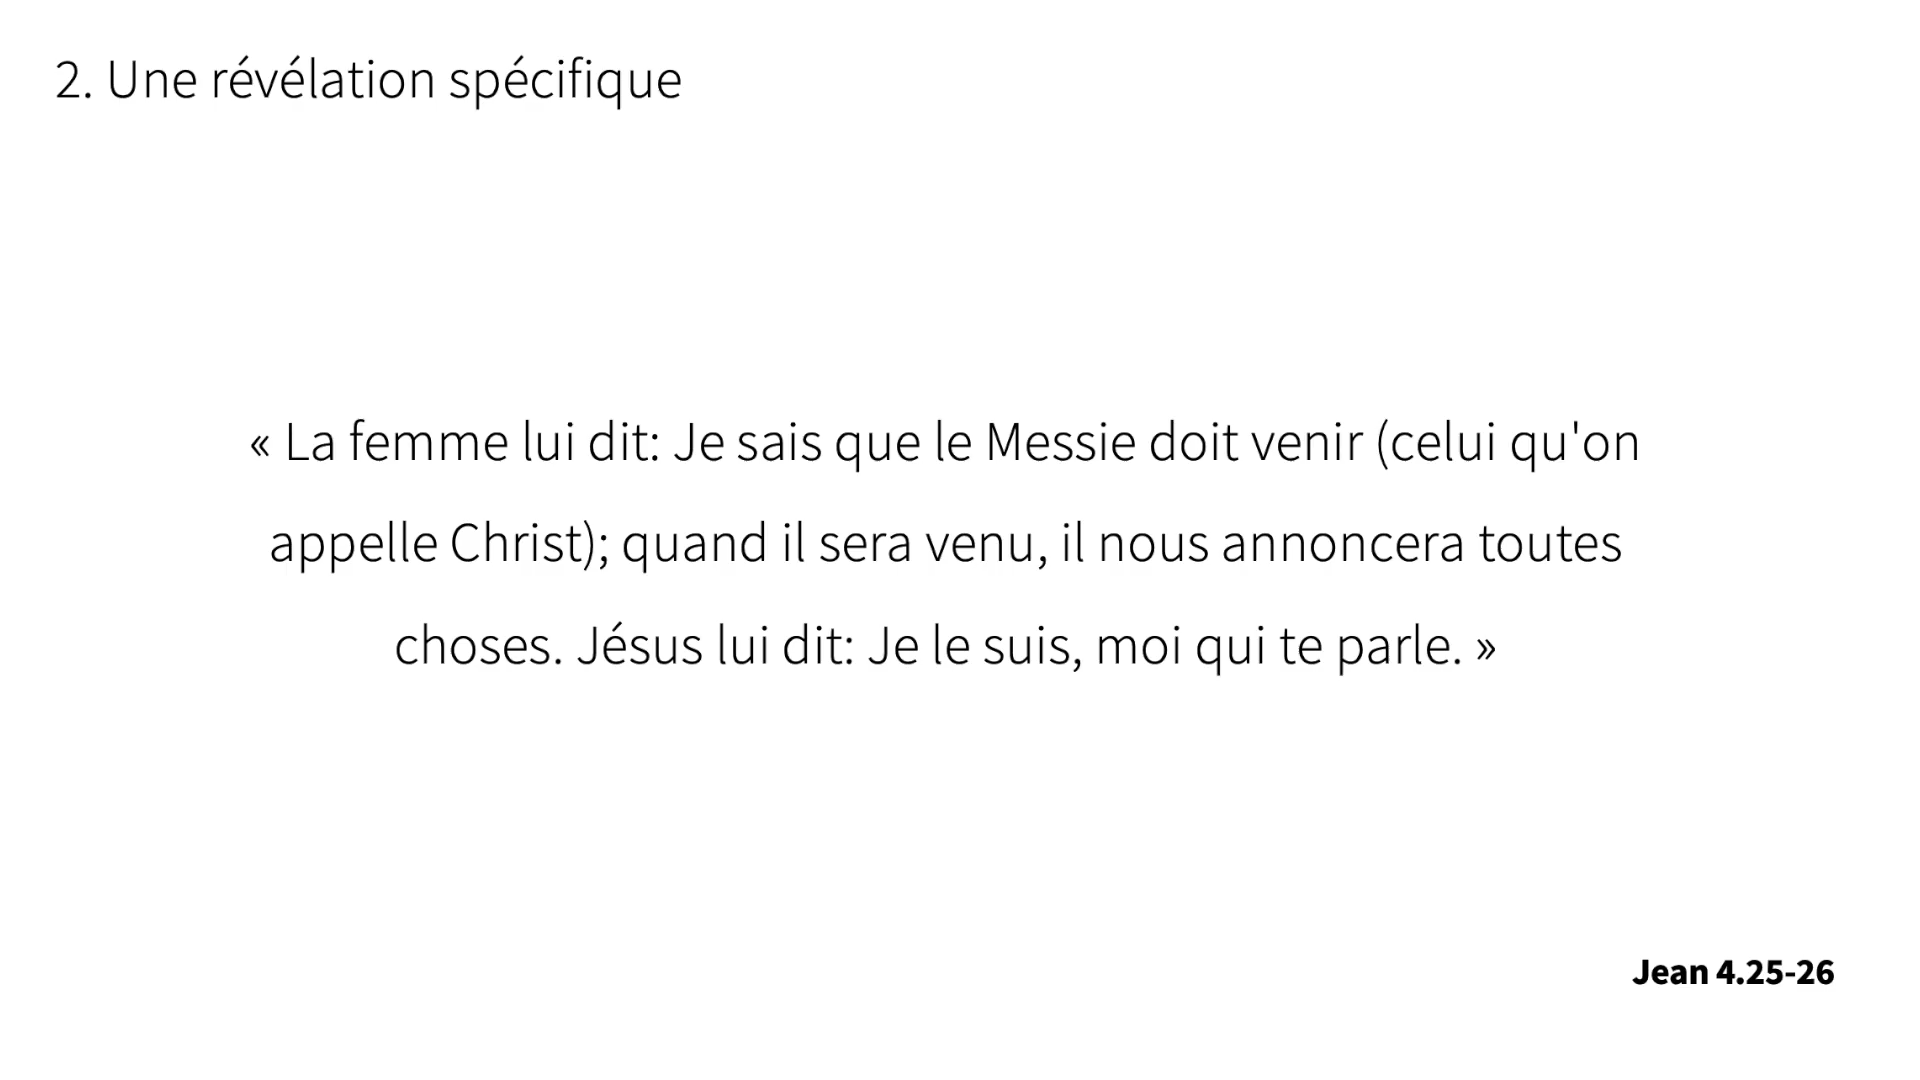 2. Une révélation spécifique
« La femme lui dit: Je sais que le Messie doit venir (celui qu'on
appelle Christ); quand il sera venu, il nous annoncera toutes
choses. Jésus lui dit: Je le suis, moi qui te parle. »
Jean 4.25-26